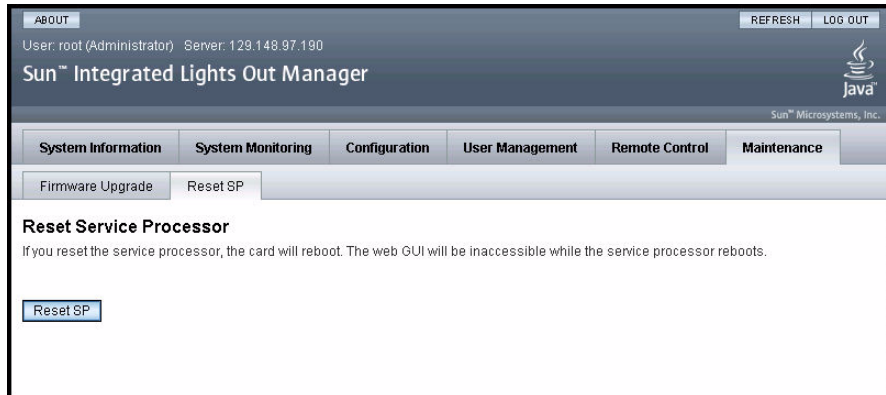 ABOUT REFRESH LOG OUT
User: root (Administrator) Server: 129.148.97.190
Sun™ Integrated Lights Out Manager
Java™
Sun™ Microsystems, Inc.
System Information System Monitoring Configuration User Management Remote Control Maintenance
Firmware Upgrade Reset SP
Reset Service Processor
If you reset the service processor, the card will reboot. The web GUI will be inaccessible while the service processor reboots.
Reset SP